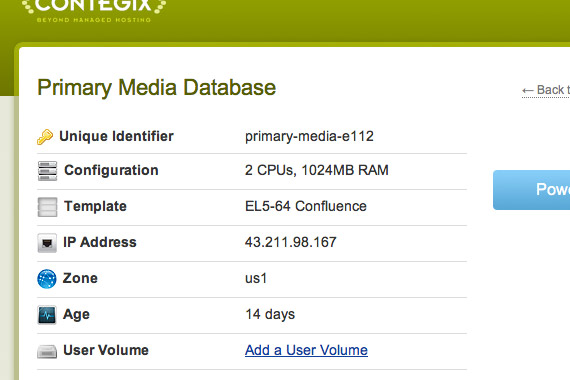 CONTEGIX
BEYOND MANAGED HOSTING
Primary Media Database
← Back t
Unique Identifier primary-media-e112
Configuration 2 CPUs, 1024MB RAM
Powe
Template EL5-64 Confluence
IP Address 43.211.98.167
Zone us1
Age 14 days
User Volume Add a User Volume